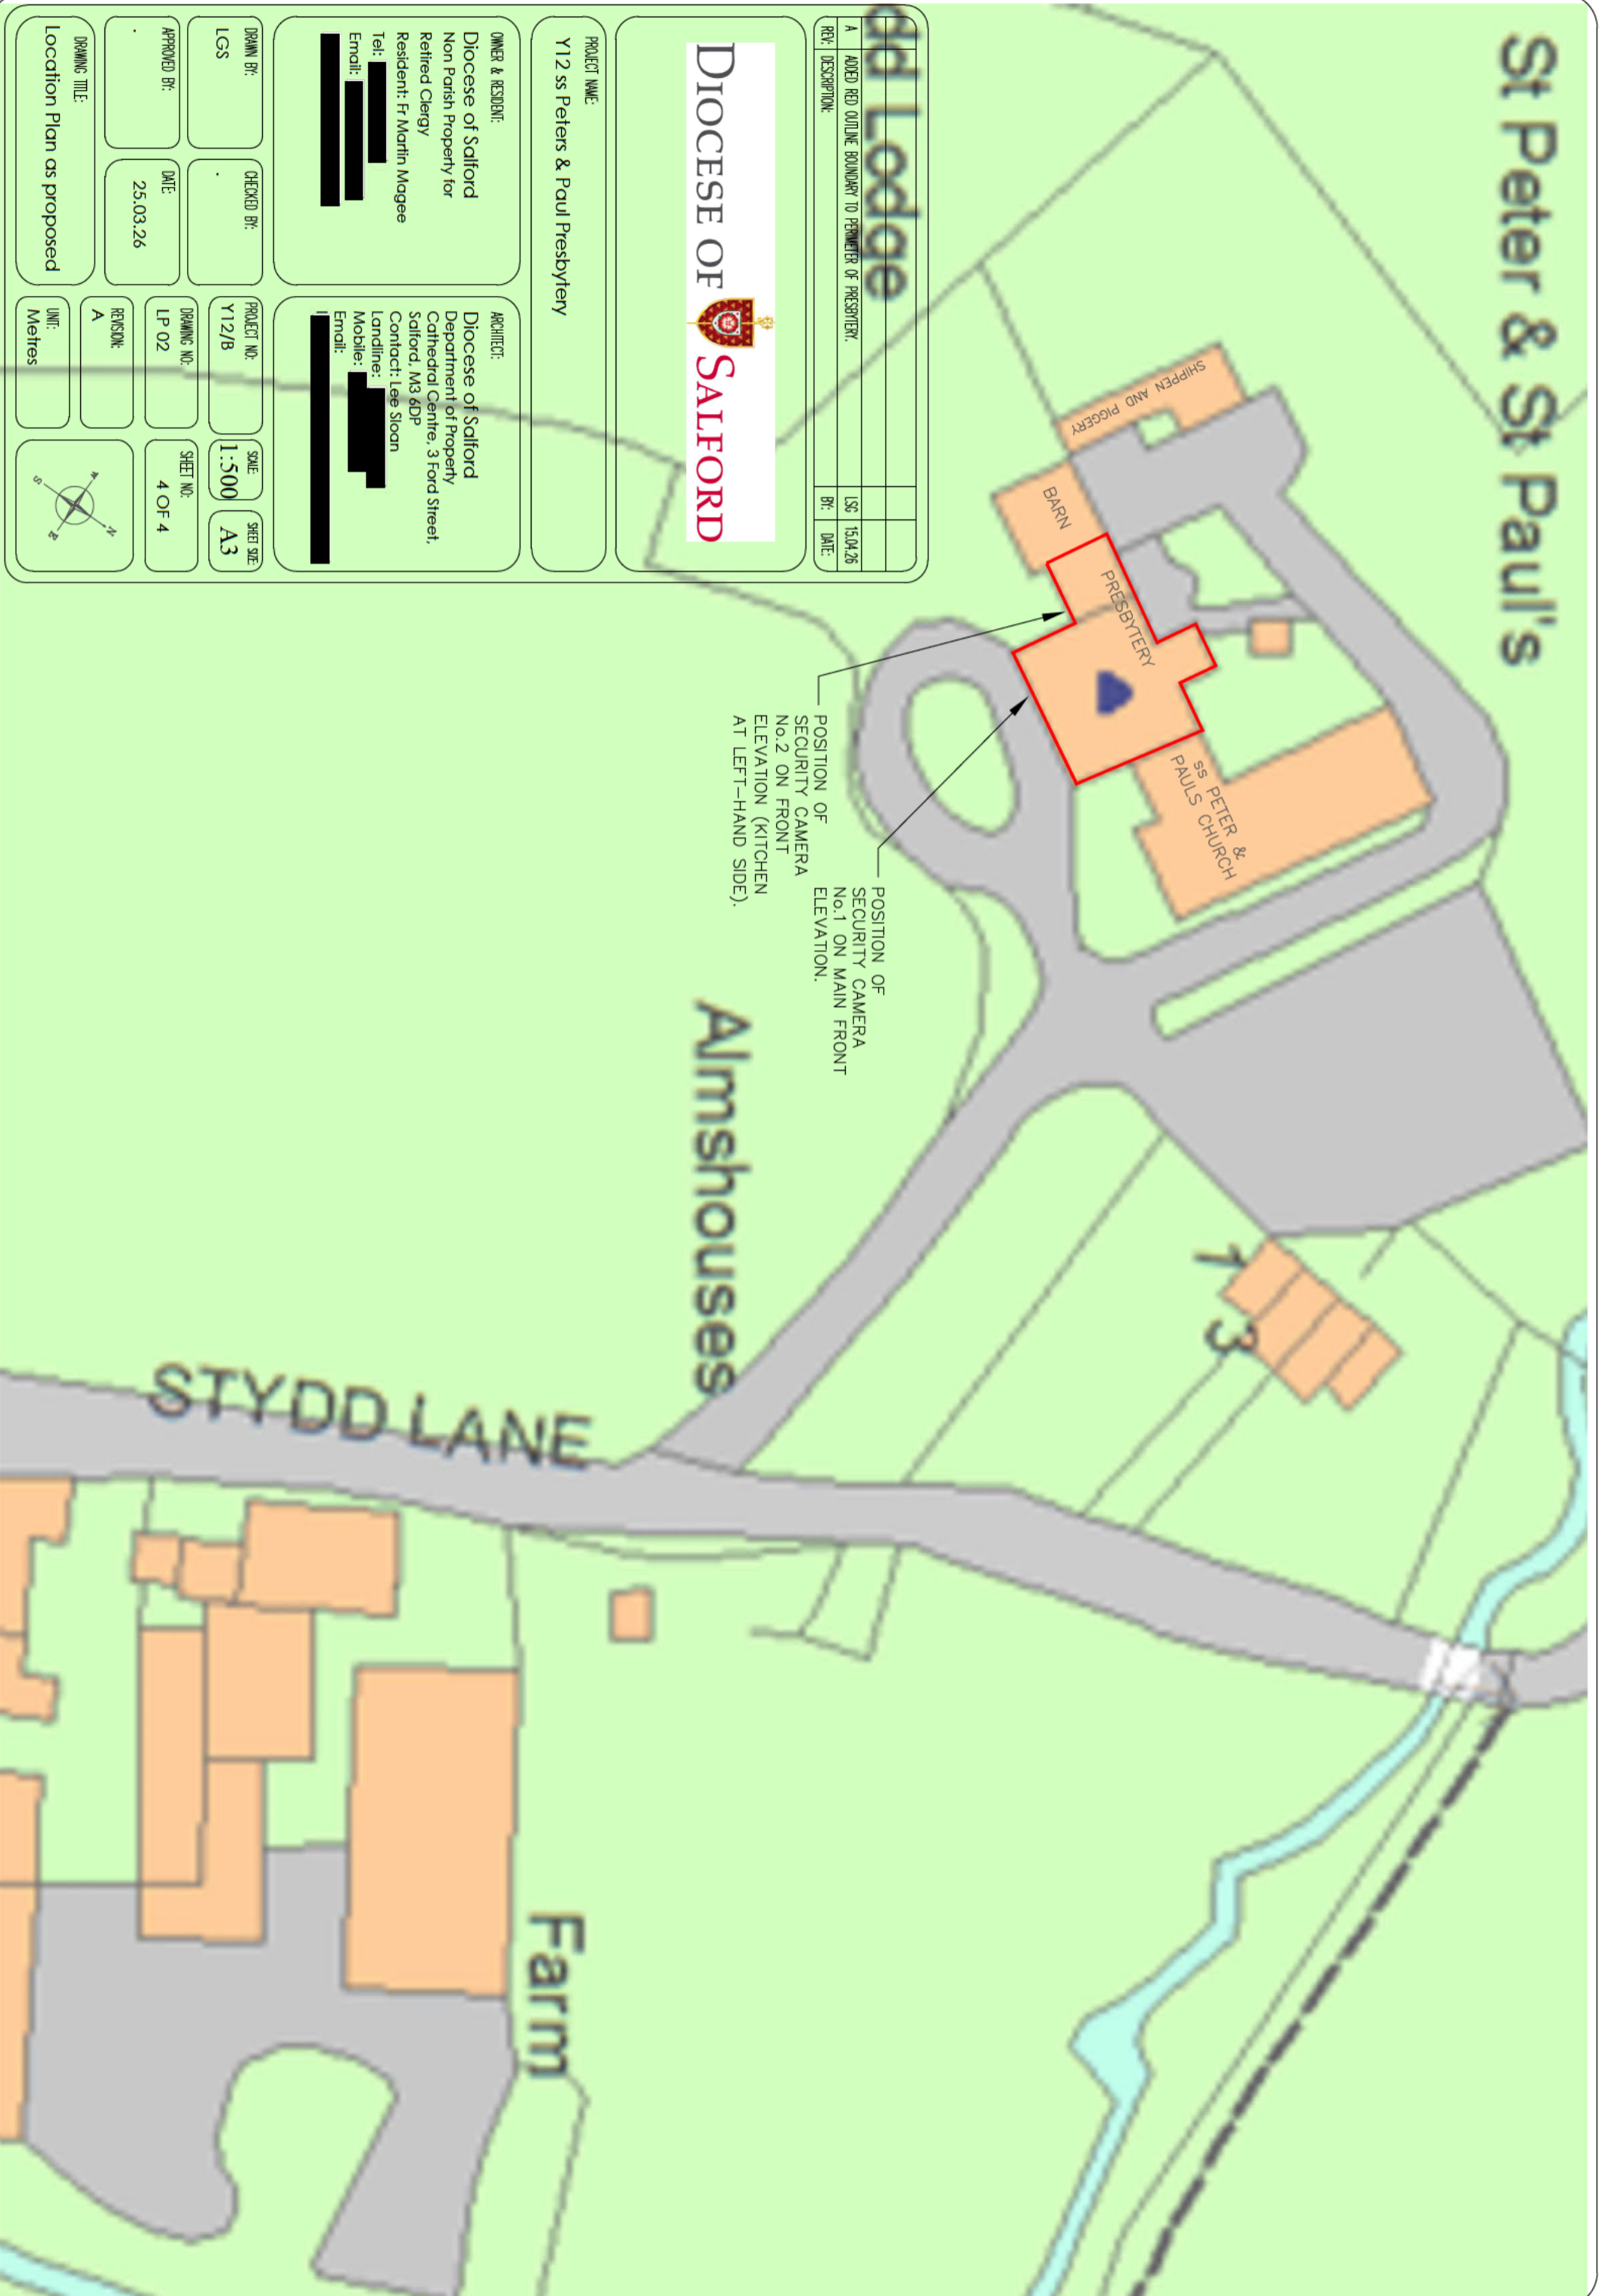 St Peter & St Paul's
dd Lodge
SHIPPEN AND PIGGERY
BARN
PRESBYTERY
ss PETER &
PAULS CHURCH
POSITION OF
SECURITY CAMERA
No.2 ON FRONT
ELEVATION (KITCHEN
AT LEFT-HAND SIDE).
POSITION OF
SECURITY CAMERA
No.1 ON MAIN FRONT
ELEVATION.
Almshouses
1
3
STYDD LANE
Farm
A ADDED RED OUTLINE BOUNDARY TO PERIMETER OF PRESBYTERY. LSG 15.04.26
REV: DESCRIPTION: BY: DATE:
DIOCESE OF SALFORD
PROJECT NAME:
Y12 ss Peters & Paul Presbytery
OWNER & RESIDENT:
Diocese of Salford
Non Parish Property for
Retired Clergy
Resident: Fr Martin Magee
Tel:
Email:
ARCHITECT:
Diocese of Salford
Department of Property
Cathedral Centre, 3 Ford Street,
Salford, M3 6DP
Contact: Lee Sloan
Landline:
Mobile:
Email:
DRAWN BY:
LGS
CHECKED BY:
.
PROJECT NO:
Y12/B
SCALE:
1:500
SHEET SIZE:
A3
APPROVED BY:
.
DATE:
25.03.26
DRAWING NO:
LP 02
SHEET NO:
4 OF 4
REVISION:
A
DRAWING TITLE:
Location Plan as proposed
UNIT:
Metres
N
S